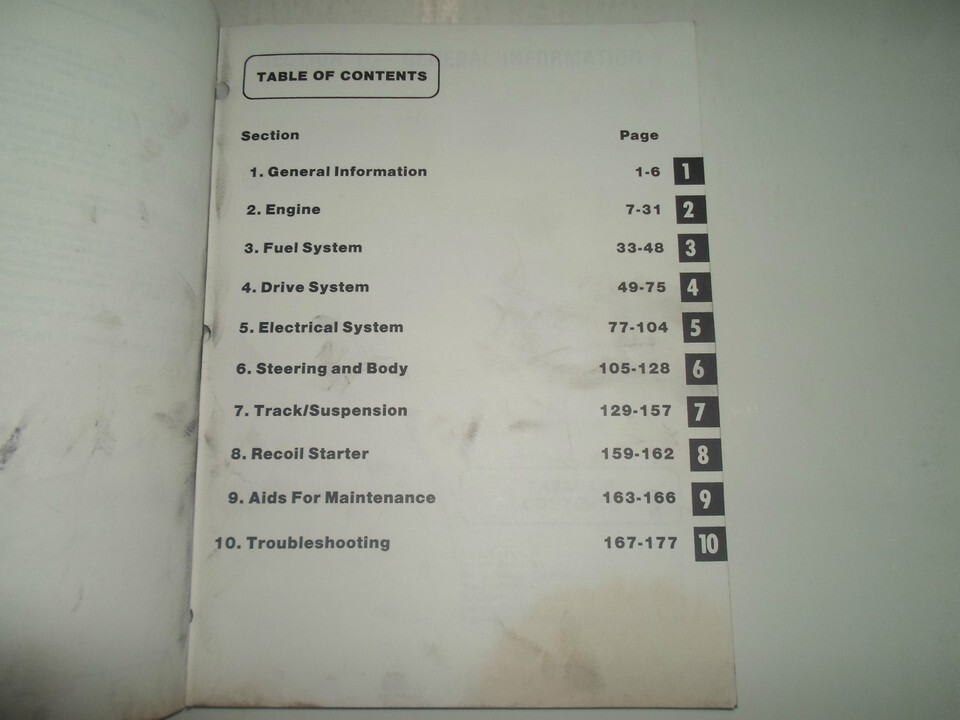 TABLE OF CONTENTS
Section Page
1. General Information 1-6 1
2. Engine 7-31 2
3. Fuel System 33-48 3
4. Drive System 49-75 4
5. Electrical System 77-104 5
6. Steering and Body 105-128 6
7. Track/Suspension 129-157 7
8. Recoil Starter 159-162 8
9. Aids For Maintenance 163-166 9
10. Troubleshooting 167-177 10